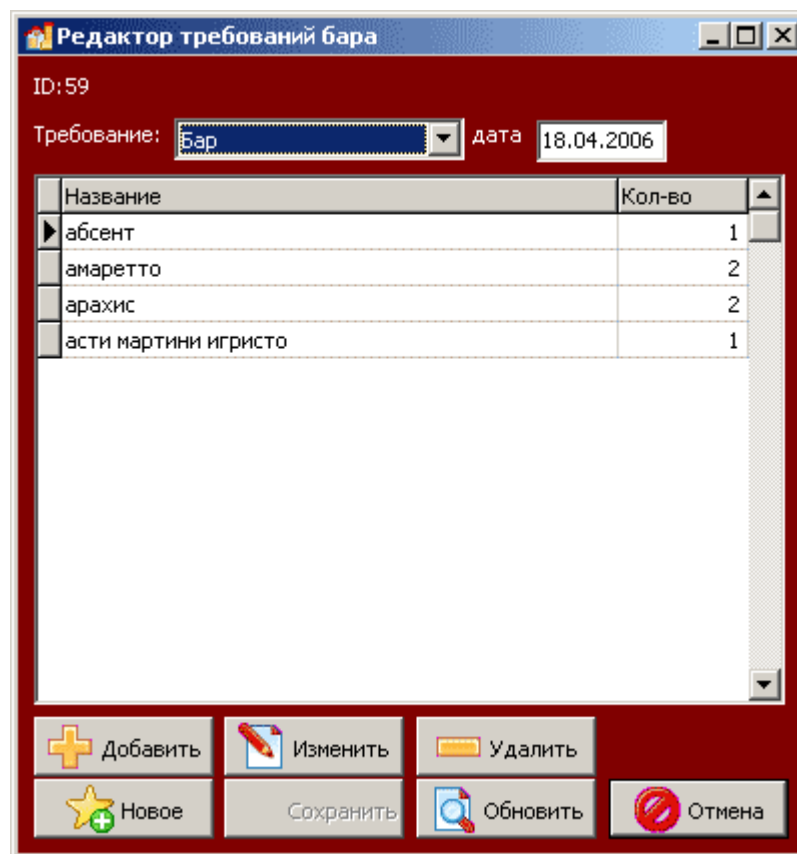 Редактор требований бара
ID:59
Требование: Бар дата 18.04.2006
Название Кол-во
абсент 1
амаретто 2
арахис 2
асти мартини игристо 1
Добавить Изменить Удалить
Новое Сохранить Обновить Отмена